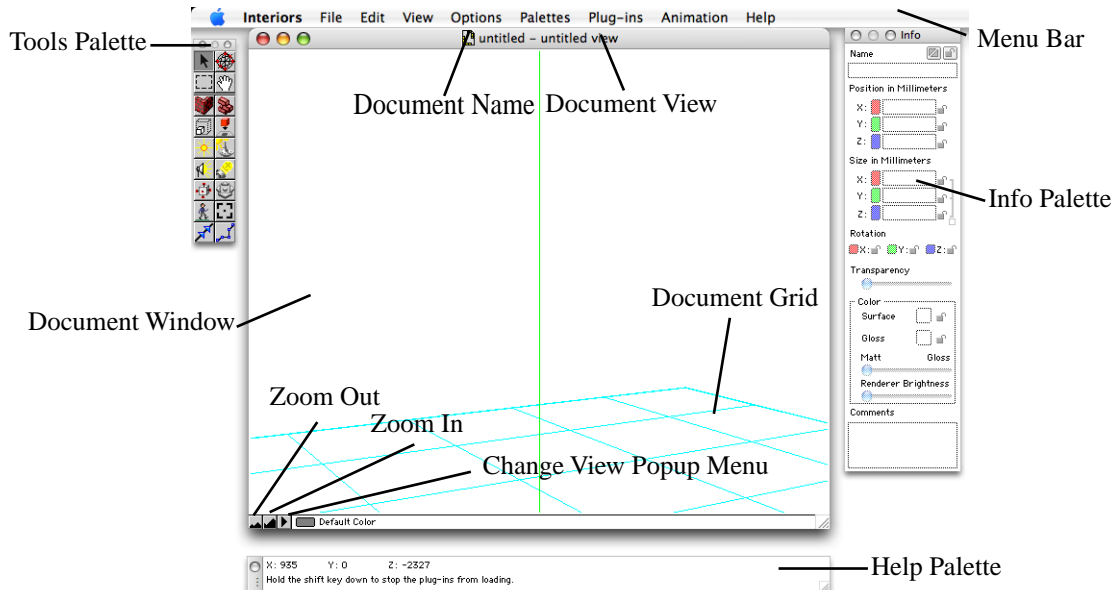 Interiors File Edit View Options Palettes Plug-ins Animation Help
Tools Palette
untitled - untitled view
Info
Menu Bar
Document Name
Document View
Name
Position in Millimeters
X:
Y:
Z:
Size in Millimeters
X:
Y:
Z:
Info Palette
Rotation
X: Y: Z:
Transparency
Document Window
Document Grid
Color
Surface
Gloss
Matt Gloss
Renderer Brightness
Comments
Zoom Out
Zoom In
Change View Popup Menu
Default Color
X: 935 Y: 0 Z: -2327
Hold the shift key down to stop the plug-ins from loading.
Help Palette